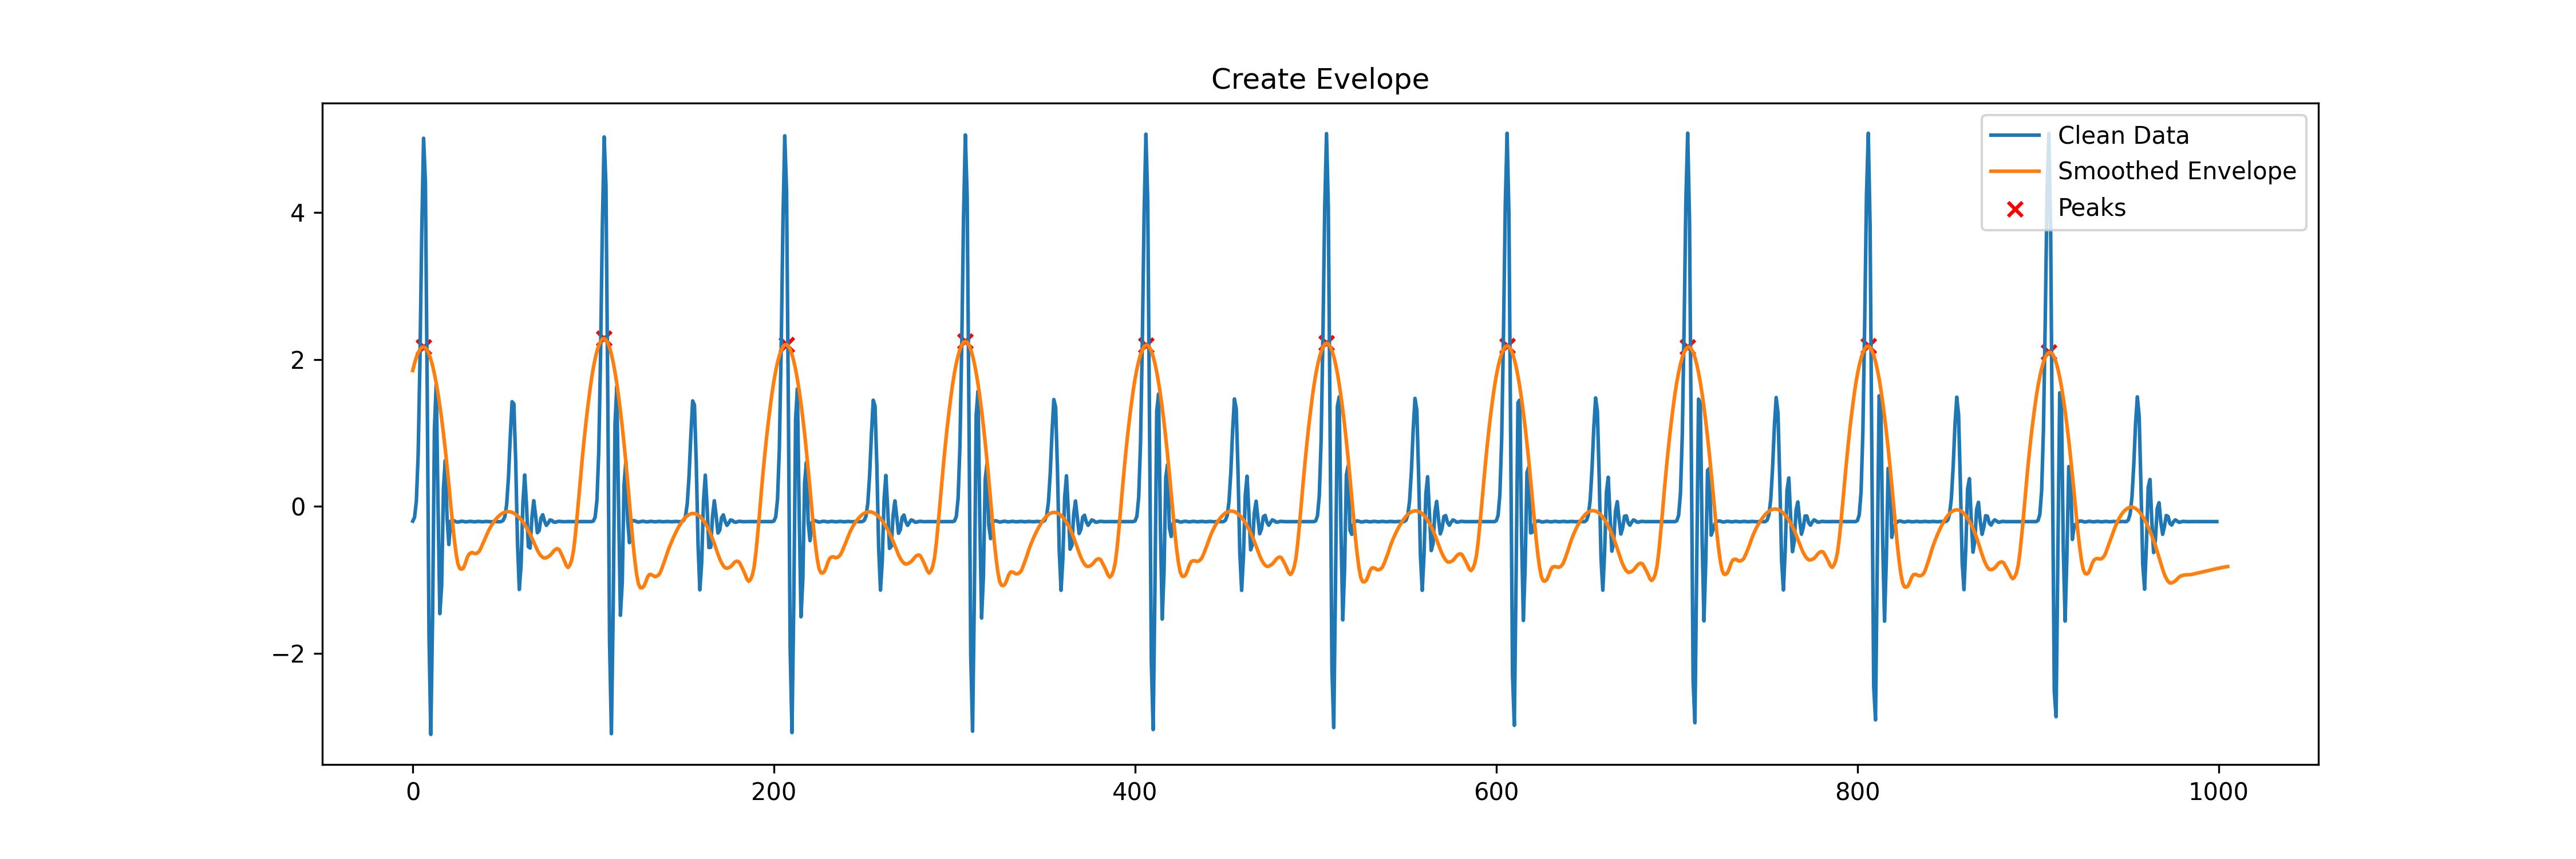 Create Evelope
Clean Data
Smoothed Envelope
Peaks
4
2
0
−2
0 200 400 600 800 1000